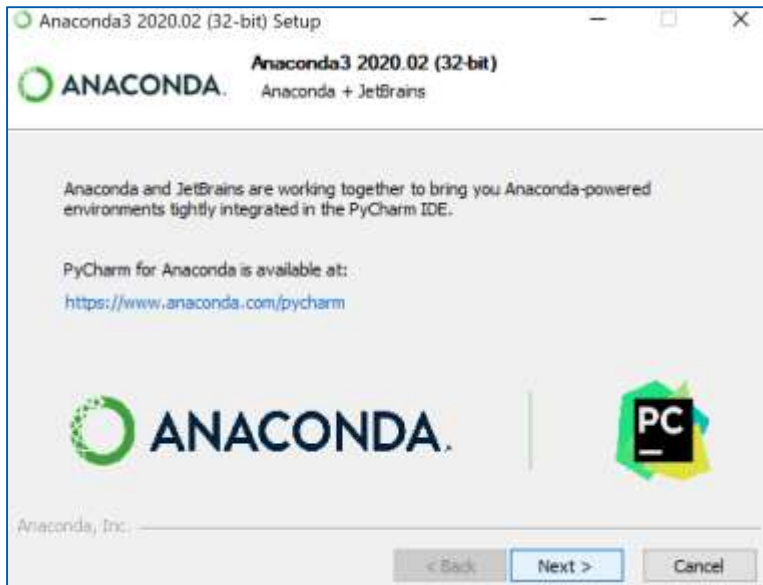 Anaconda3 2020.02 (32-bit) Setup
ANACONDA.
Anaconda3 2020.02 (32-bit)
Anaconda + JetBrains
Anaconda and JetBrains are working together to bring you Anaconda-powered
environments tightly integrated in the PyCharm IDE.
PyCharm for Anaconda is available at:
https://www.anaconda.com/pycharm
ANACONDA.
PC
Anaconda, Inc.
< Back Next > Cancel